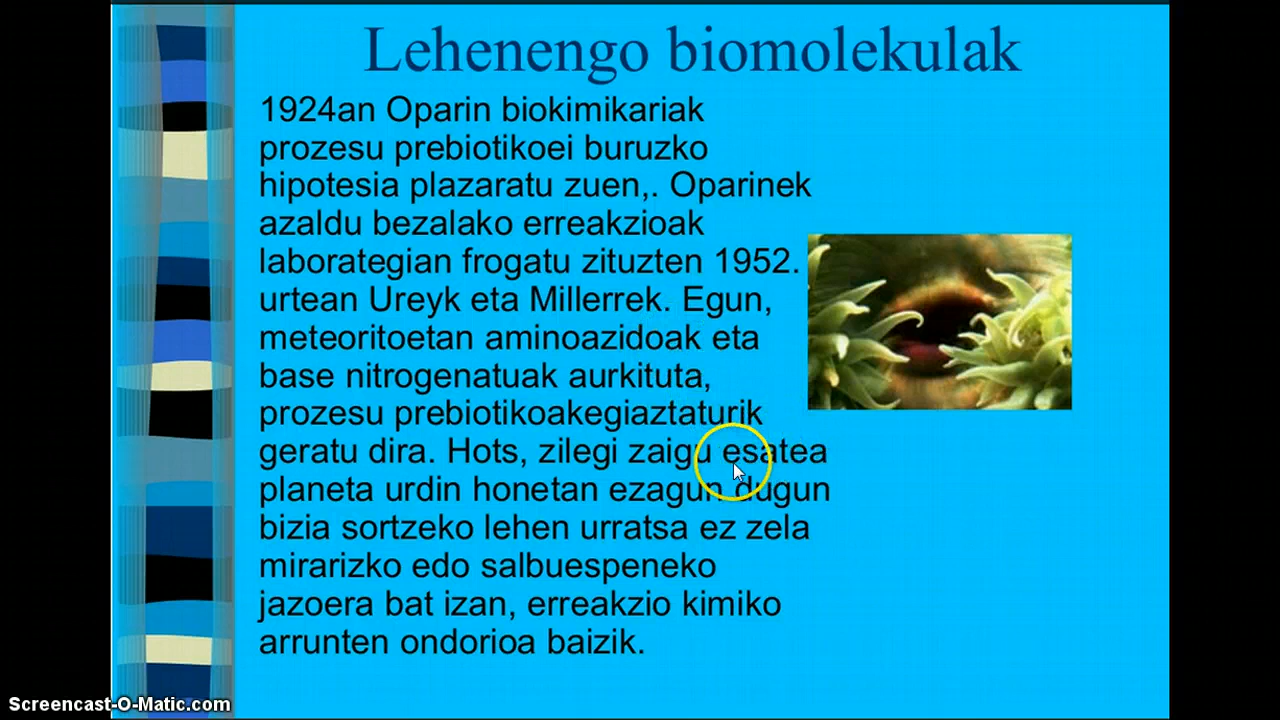 Lehenengo biomolekulak
1924an Oparin biokimikariak
prozesu prebiotikoei buruzko
hipotesia plazaratu zuen,. Oparinek
azaldu bezalako erreakzioak
laborategian frogatu zituzten 1952.
urtean Ureyk eta Millerrek. Egun,
meteoritoetan aminoazidoak eta
base nitrogenatuak aurkituta,
prozesu prebiotikoakegiaztaturik
geratu dira. Hots, zilegi zaigu esatea
planeta urdin honetan ezagun dugun
bizia sortzeko lehen urratsa ez zela
mirarizko edo salbuespeneko
jazoera bat izan, erreakzio kimiko
arrunten ondorioa baizik.
Screencast-O-Matic.com